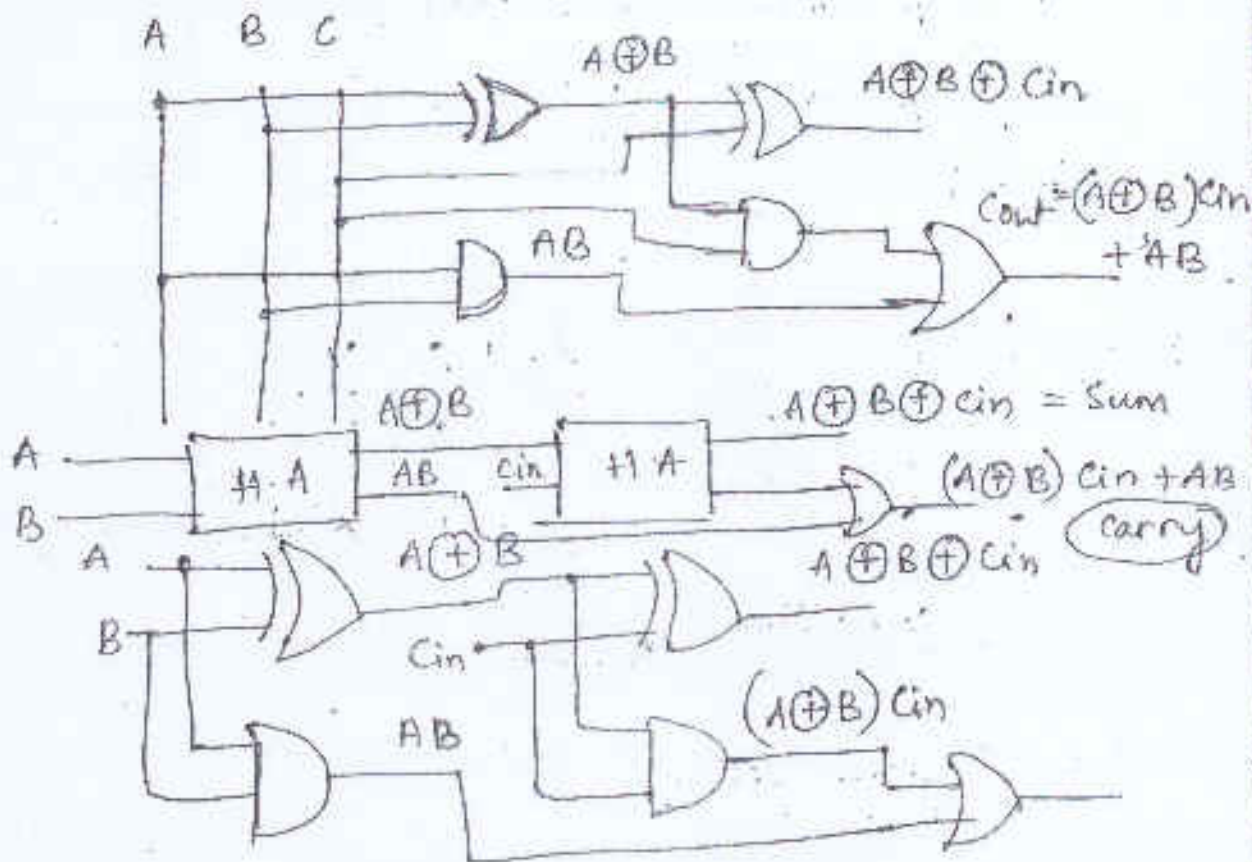 A B C
A⊕B
A⊕B⊕Cin
Cout=(A⊕B)Cin
+AB
AB
A⊕B
A⊕B⊕Cin = Sum
A
H.A
AB
Cin
H.A
(A⊕B)Cin+AB
B
Carry
A
A⊕B
A⊕B⊕Cin
B
Cin
(A⊕B)Cin
AB